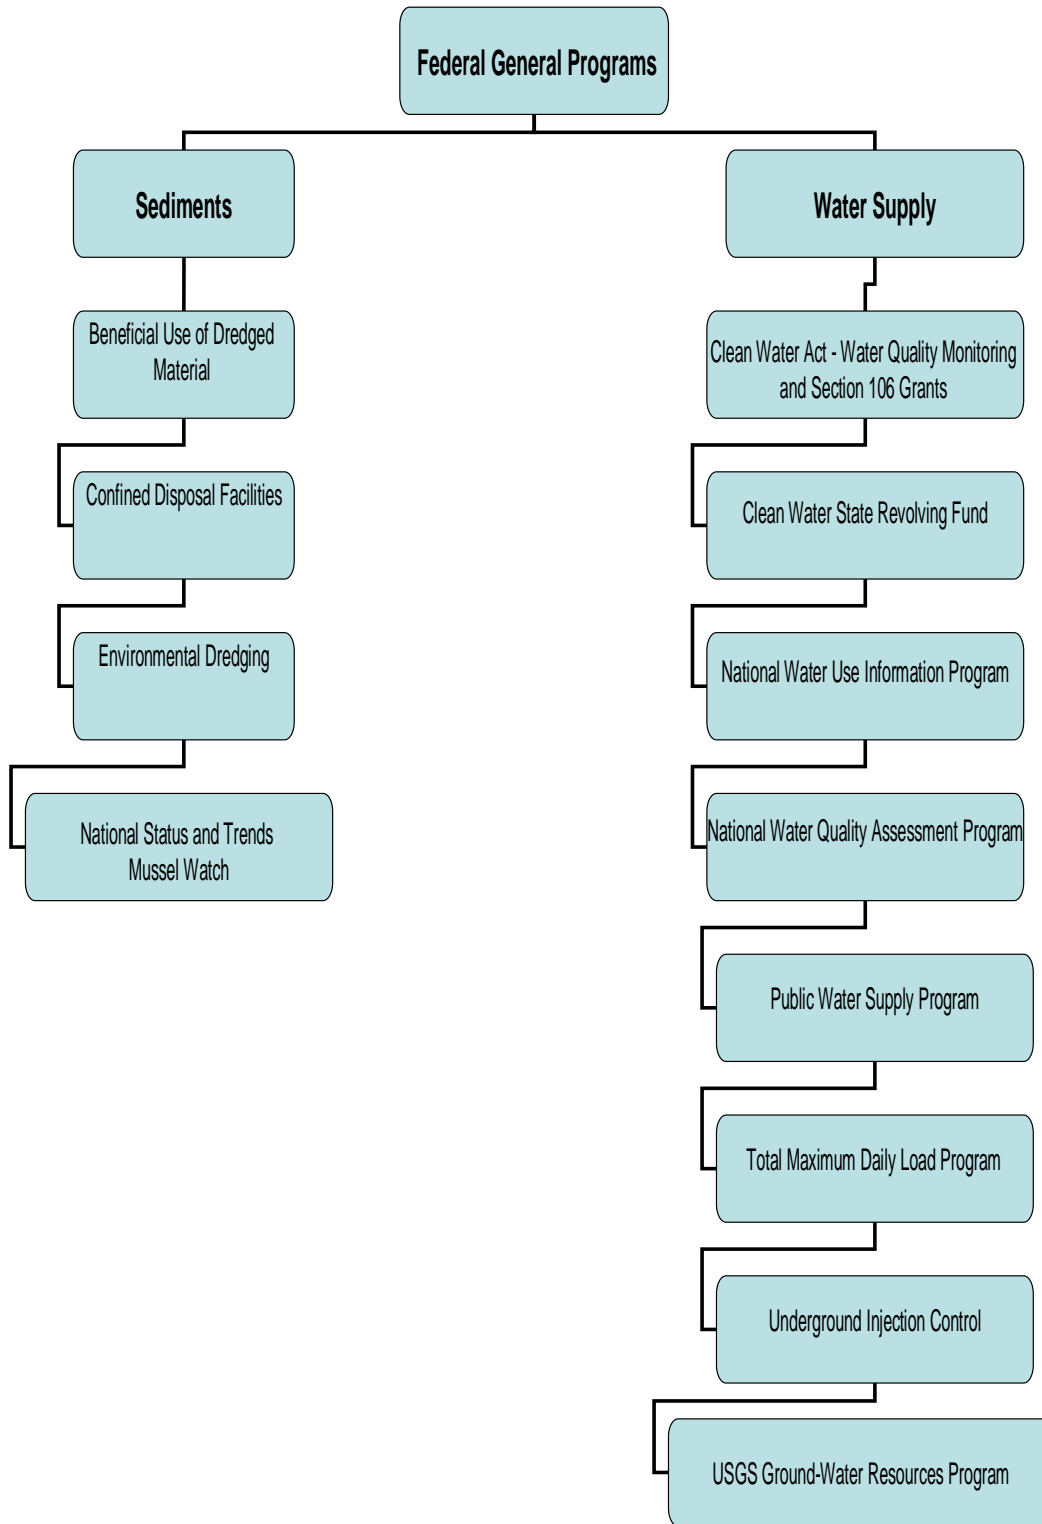 Federal General Programs
Sediments
Beneficial Use of Dredged
Material
Confined Disposal Facilities
Environmental Dredging
National Status and Trends
Mussel Watch
Water Supply
Clean Water Act - Water Quality Monitoring
and Section 106 Grants
Clean Water State Revolving Fund
National Water Use Information Program
National Water Quality Assessment Program
Public Water Supply Program
Total Maximum Daily Load Program
Underground Injection Control
USGS Ground-Water Resources Program